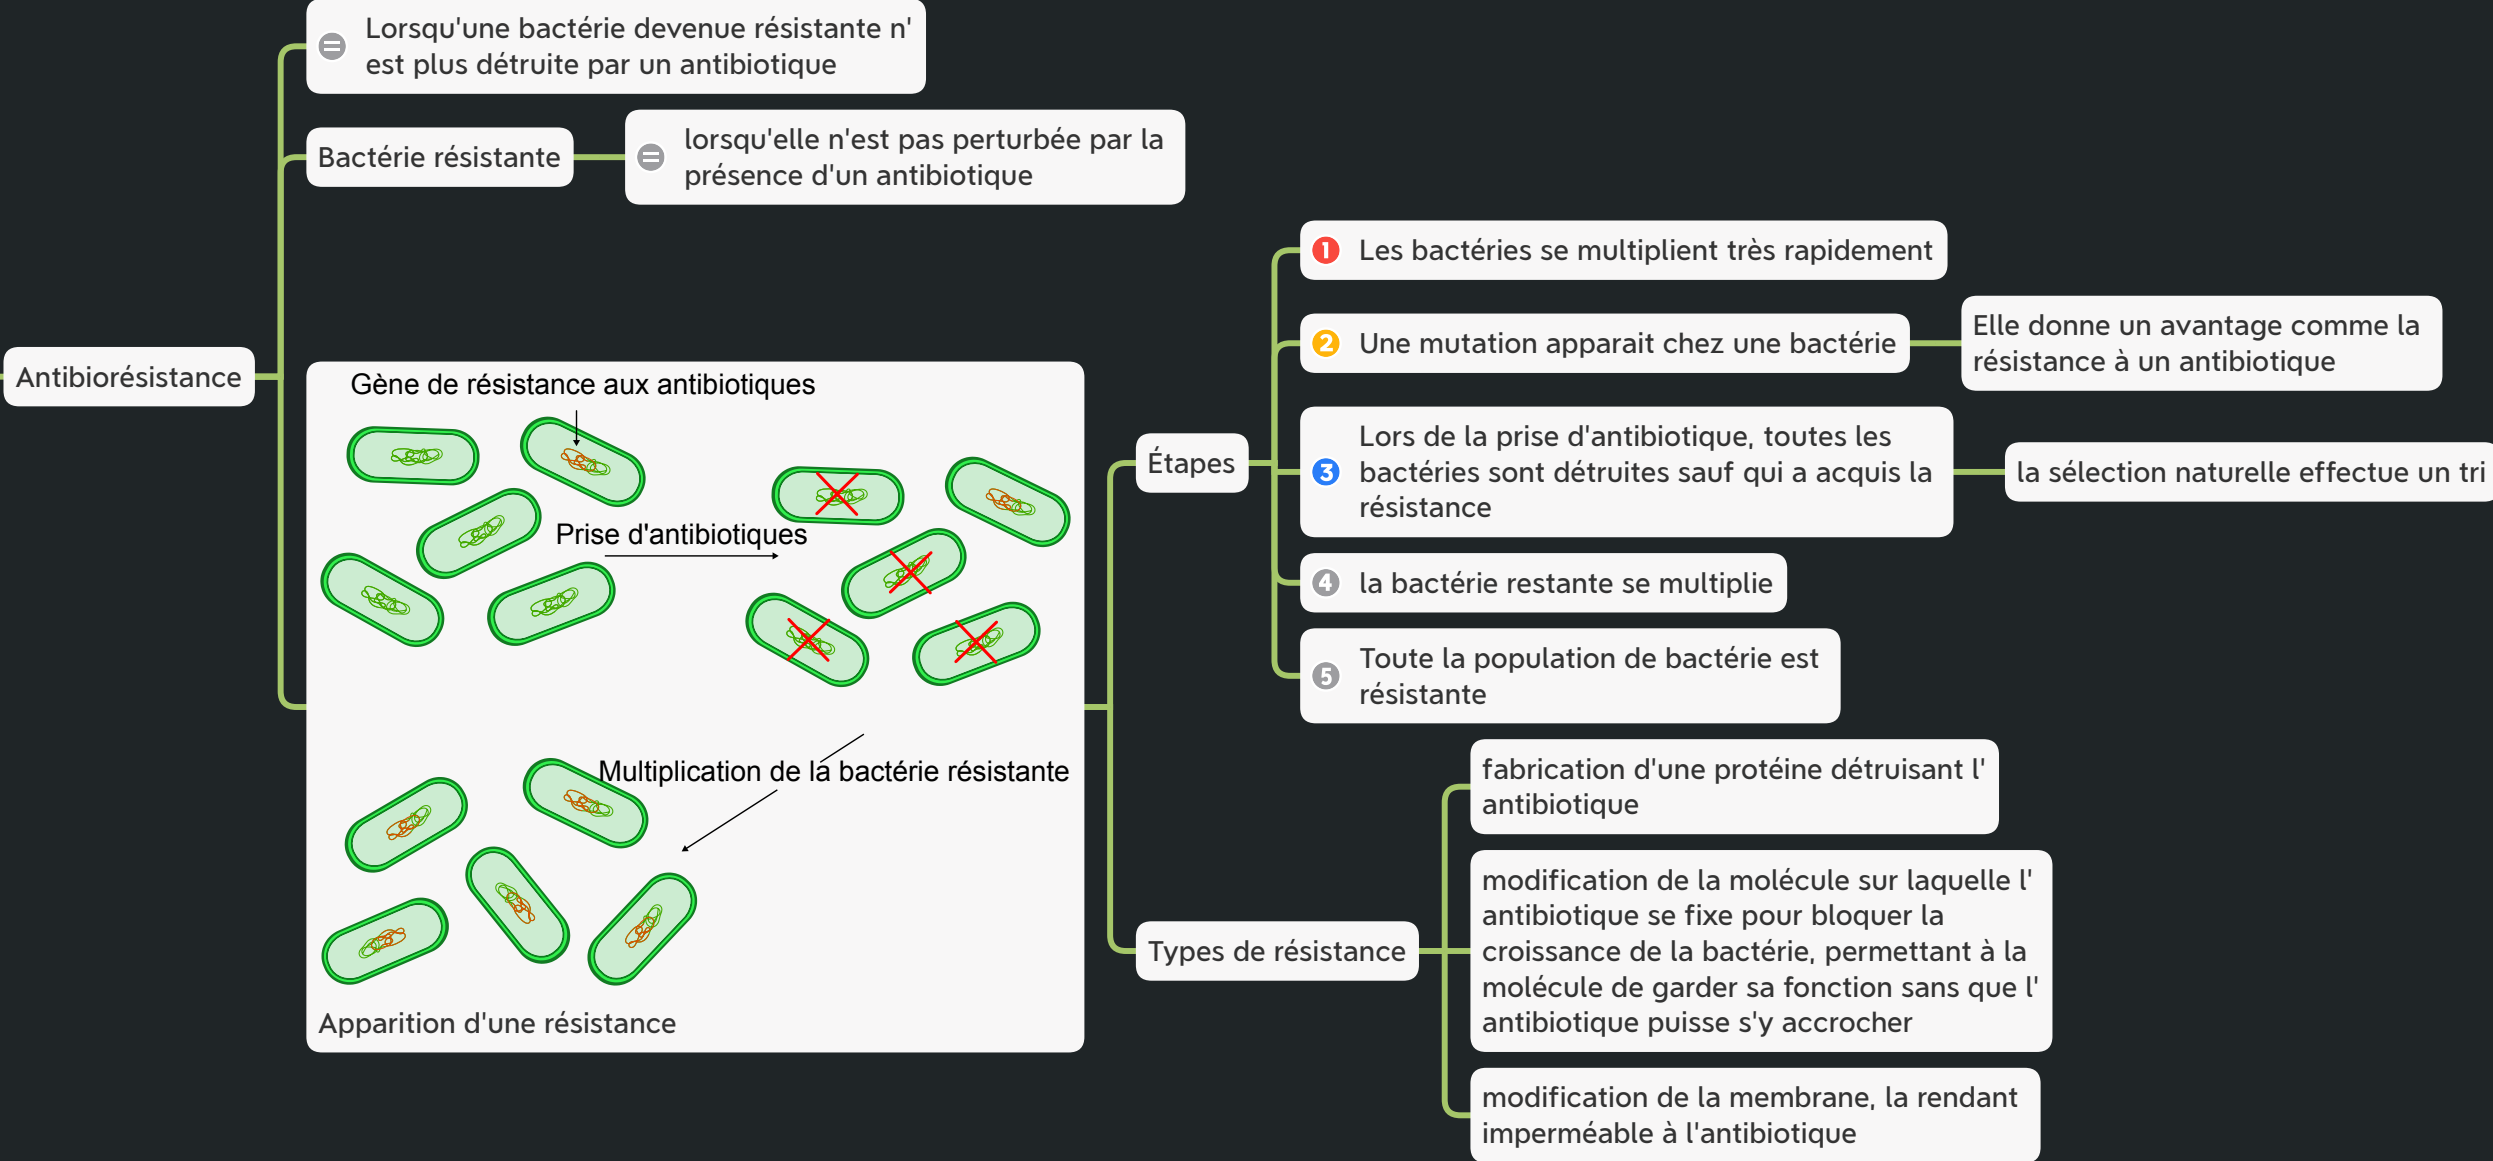 Lorsqu'une bactérie devenue résistante n'
est plus détruite par un antibiotique
Bactérie résistante
lorsqu'elle n'est pas perturbée par la
présence d'un antibiotique
Antibiorésistance
Gène de résistance aux antibiotiques
Prise d'antibiotiques
Multiplication de la bactérie résistante
Apparition d'une résistance
Étapes
1 Les bactéries se multiplient très rapidement
2 Une mutation apparait chez une bactérie
Elle donne un avantage comme la
résistance à un antibiotique
3 Lors de la prise d'antibiotique, toutes les
bactéries sont détruites sauf qui a acquis la
résistance
la sélection naturelle effectue un tri
4 la bactérie restante se multiplie
5 Toute la population de bactérie est
résistante
Types de résistance
fabrication d'une protéine détruisant l'
antibiotique
modification de la molécule sur laquelle l'
antibiotique se fixe pour bloquer la
croissance de la bactérie, permettant à la
molécule de garder sa fonction sans que l'
antibiotique puisse s'y accrocher
modification de la membrane, la rendant
imperméable à l'antibiotique